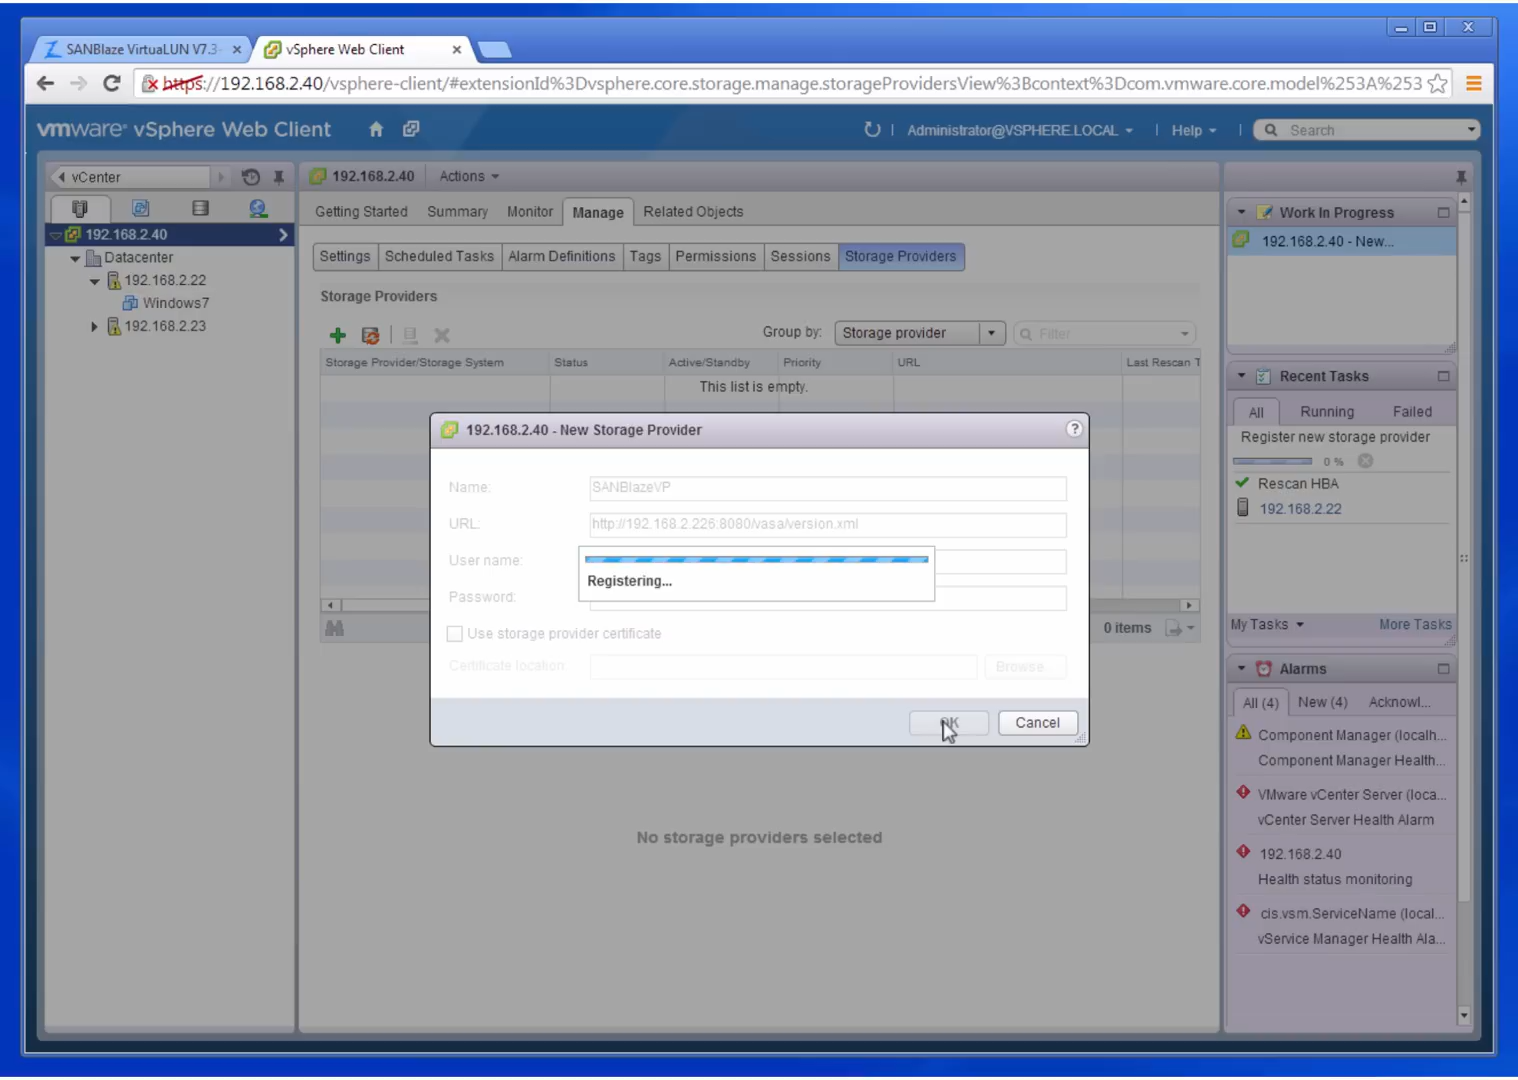 SANBlaze VirtuaLUN V7.3-
vSphere Web Client
https://192.168.2.40/vsphere-client/#extensionId%3Dvsphere.core.storage.manage.storageProvidersView%3Bcontext%3Dcom.vmware.core.model%253A%253
vmware® vSphere Web Client
Administrator@VSPHERE.LOCAL
Help
Search
vCenter
192.168.2.40
Datacenter
192.168.2.22
Windows7
192.168.2.23
192.168.2.40
Actions
Getting Started
Summary
Monitor
Manage
Related Objects
Settings
Scheduled Tasks
Alarm Definitions
Tags
Permissions
Sessions
Storage Providers
Storage Providers
Group by:
Storage provider
Filter
Storage Provider/Storage System
Status
Active/Standby
Priority
URL
Last Rescan T
This list is empty.
192.168.2.40 - New Storage Provider
?
Name:
SANBlazeVP
URL:
http://192.168.2.226:8080/vasa/version.xml
User name:
Registering...
Password:
Use storage provider certificate
Certificate location:
Browse...
OK
Cancel
0 items
No storage providers selected
Work In Progress
192.168.2.40 - New...
Recent Tasks
All
Running
Failed
Register new storage provider
0 %
Rescan HBA
192.168.2.22
My Tasks
More Tasks
Alarms
All (4)
New (4)
Acknowl...
Component Manager (localh...
Component Manager Health...
VMware vCenter Server (loca...
vCenter Server Health Alarm
192.168.2.40
Health status monitoring
cis.vsm.ServiceName (local...
vService Manager Health Ala...